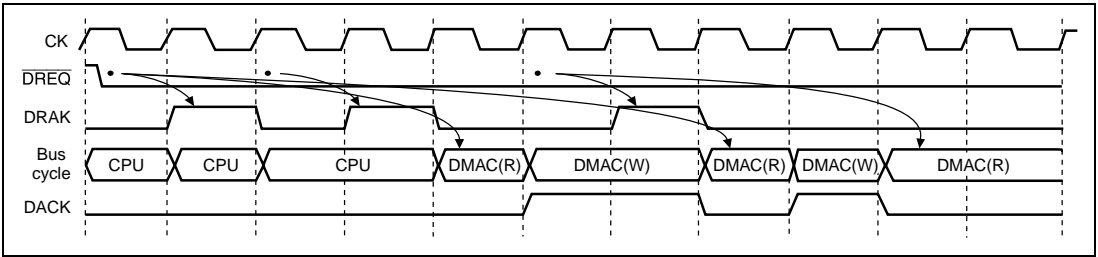 CK
DREQ
DRAK
Bus
cycle
CPU CPU CPU DMAC(R) DMAC(W) DMAC(R) DMAC(W) DMAC(R)
DACK